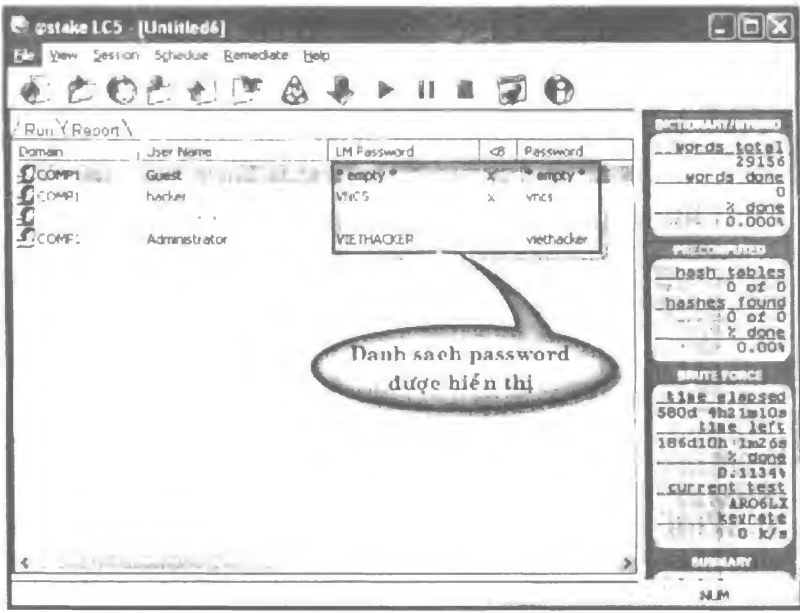 @stake LC5 - [Untitled6]
File View Session Schedule Remediate Help
Run Report
Domain User Name LM Password <8 Password
COMP1 Guest * empty * x * empty *
COMP1 hacker VNCS x vncs
COMP1 Administrator VIETHACKER viethacker
Danh sach password
được hiển thị
DICTIONARY/HYBRID
words total
29156
words done
0
% done
0.000%
PRECOMPUTED
hash tables
0 of 0
hashes found
0 of 0
% done
0.00%
BRUTE FORCE
time elapsed
580d 4h21m10s
time left
186d10h 1m26s
% done
0.1134%
current test
ARO6LX
keyrate
0 k/s
SUMMARY
NUM